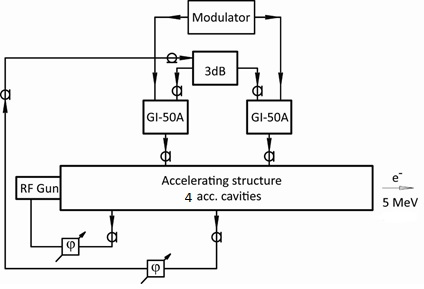 Modulator
3dB
GI-50A
GI-50A
Accelerating structure
4 acc. cavities
RF Gun
e-
5 MeV
φ
φ